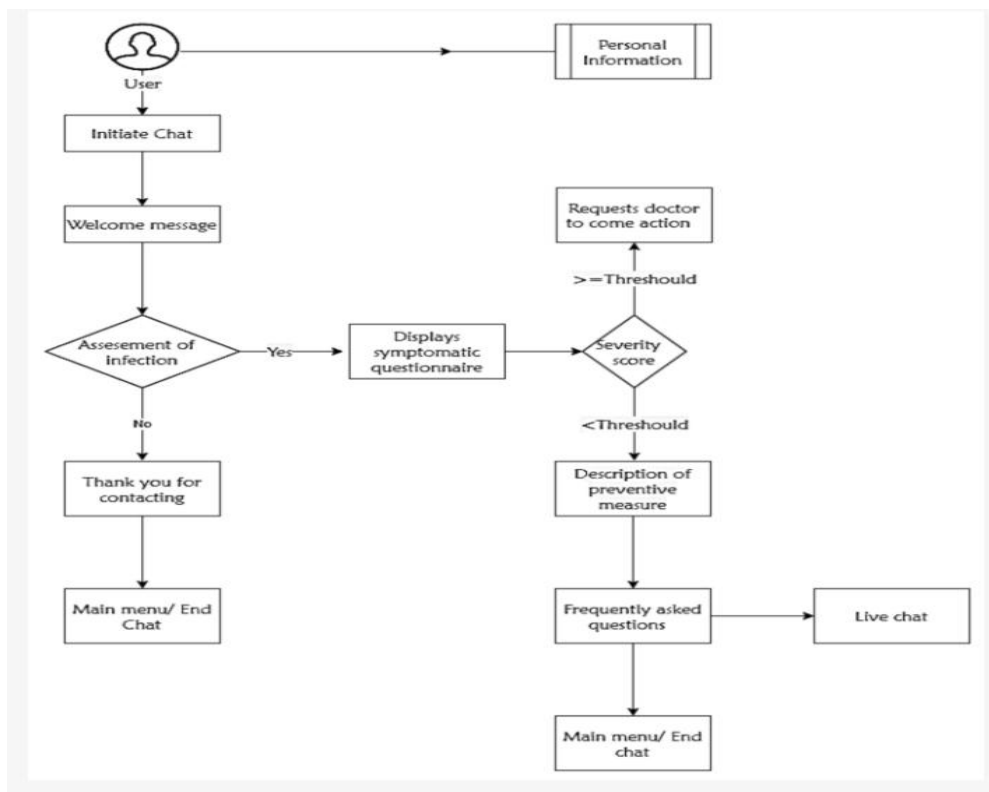 Personal
Information
User
Initiate Chat
Welcome message
Requests doctor
to come action
>=Threshould
Assesement of
infection
Yes
Displays
symptomatic
questionnaire
Severity
score
No
<Threshould
Thank you for
contacting
Description of
preventive
measure
Main menu/ End
Chat
Frequently asked
questions
Live chat
Main menu/ End
chat